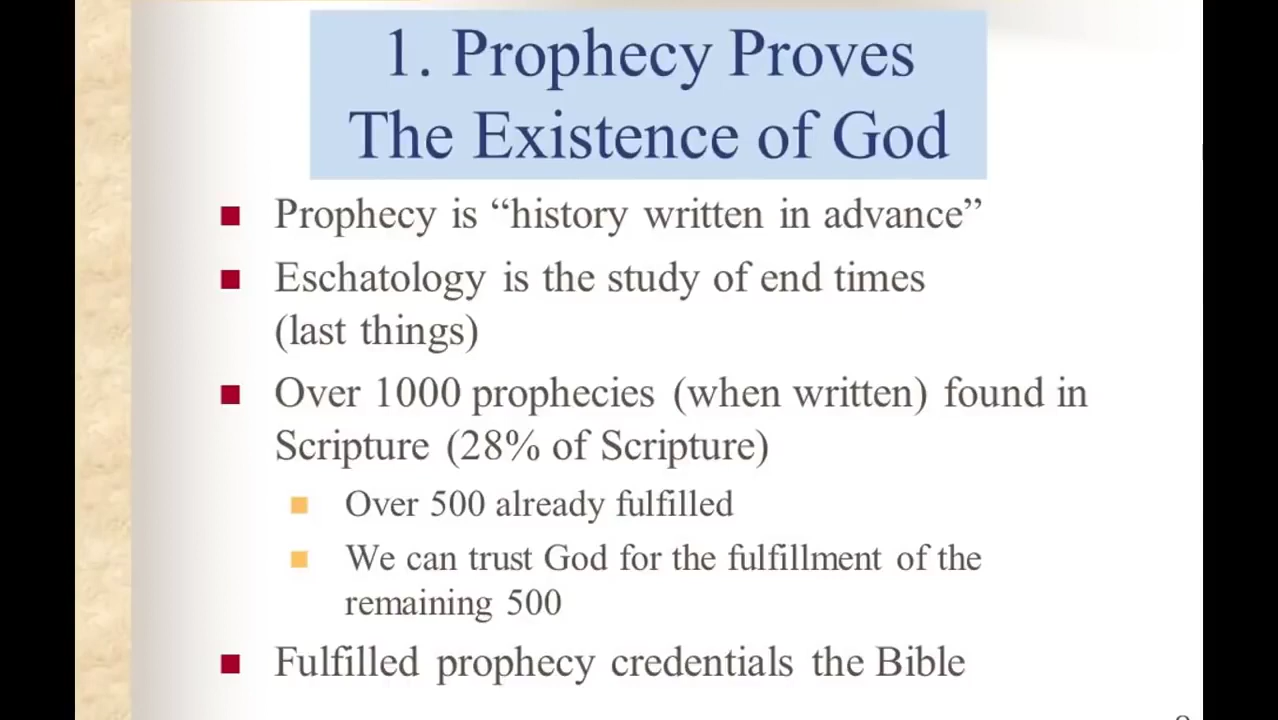 1. Prophecy Proves
The Existence of God
Prophecy is “history written in advance”
Eschatology is the study of end times
(last things)
Over 1000 prophecies (when written) found in
Scripture (28% of Scripture)
Over 500 already fulfilled
We can trust God for the fulfillment of the
remaining 500
Fulfilled prophecy credentials the Bible